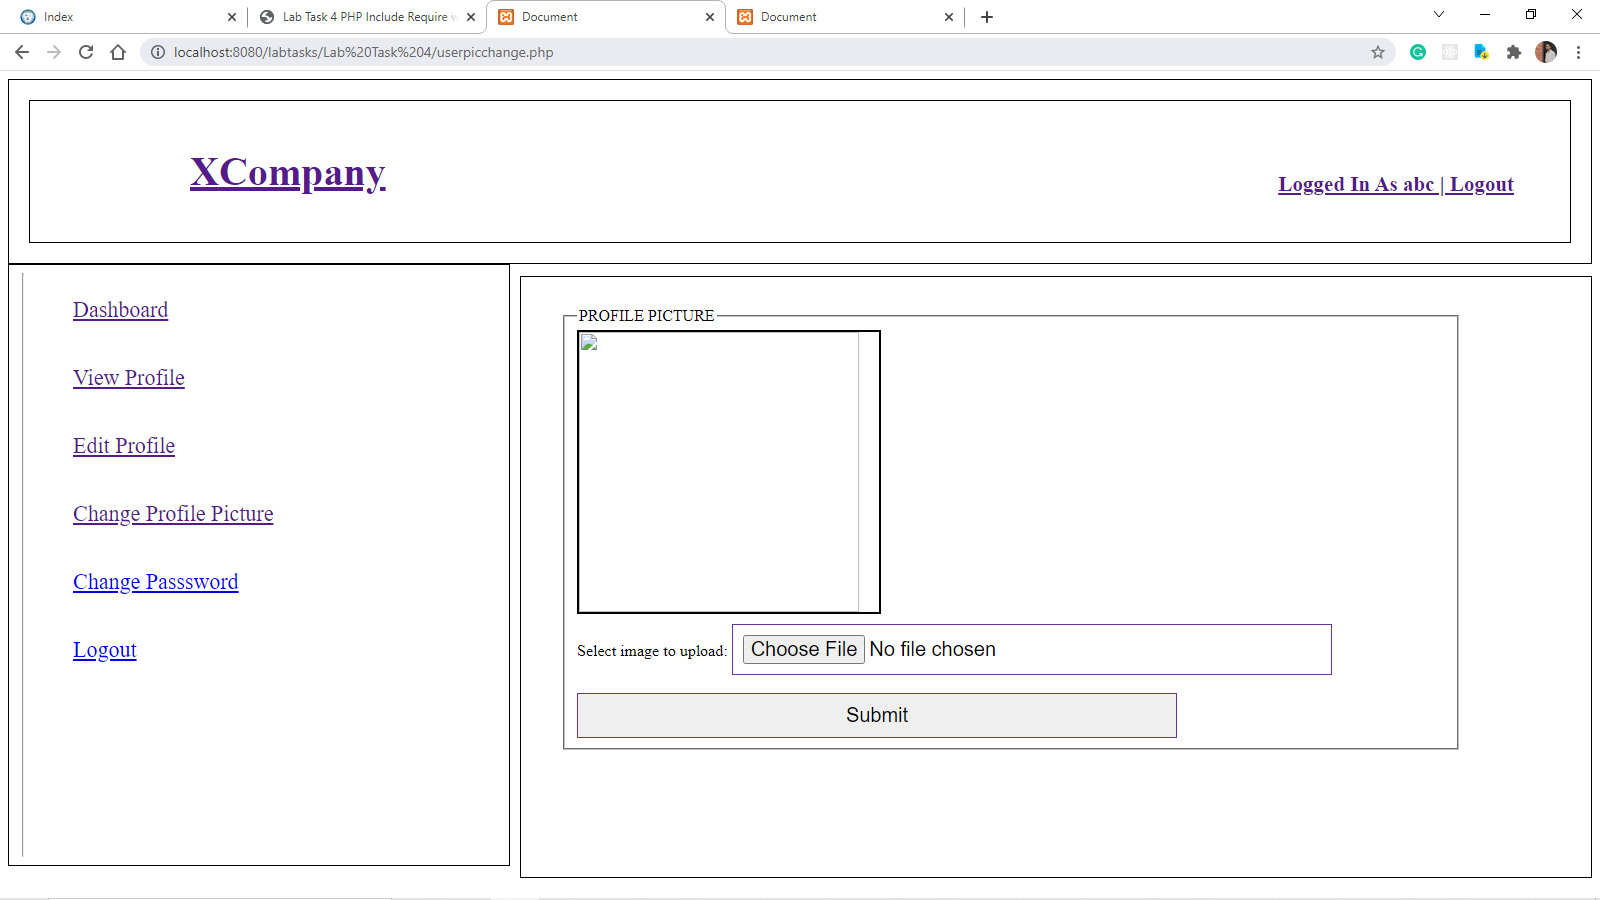 Index
Lab Task 4 PHP Include Require
Document
Document
localhost:8080/labtasks/Lab%20Task%204/userpicchange.php
XCompany
Logged In As abc | Logout
Dashboard
View Profile
Edit Profile
Change Profile Picture
Change Passsword
Logout
PROFILE PICTURE
Select image to upload: Choose File No file chosen
Submit